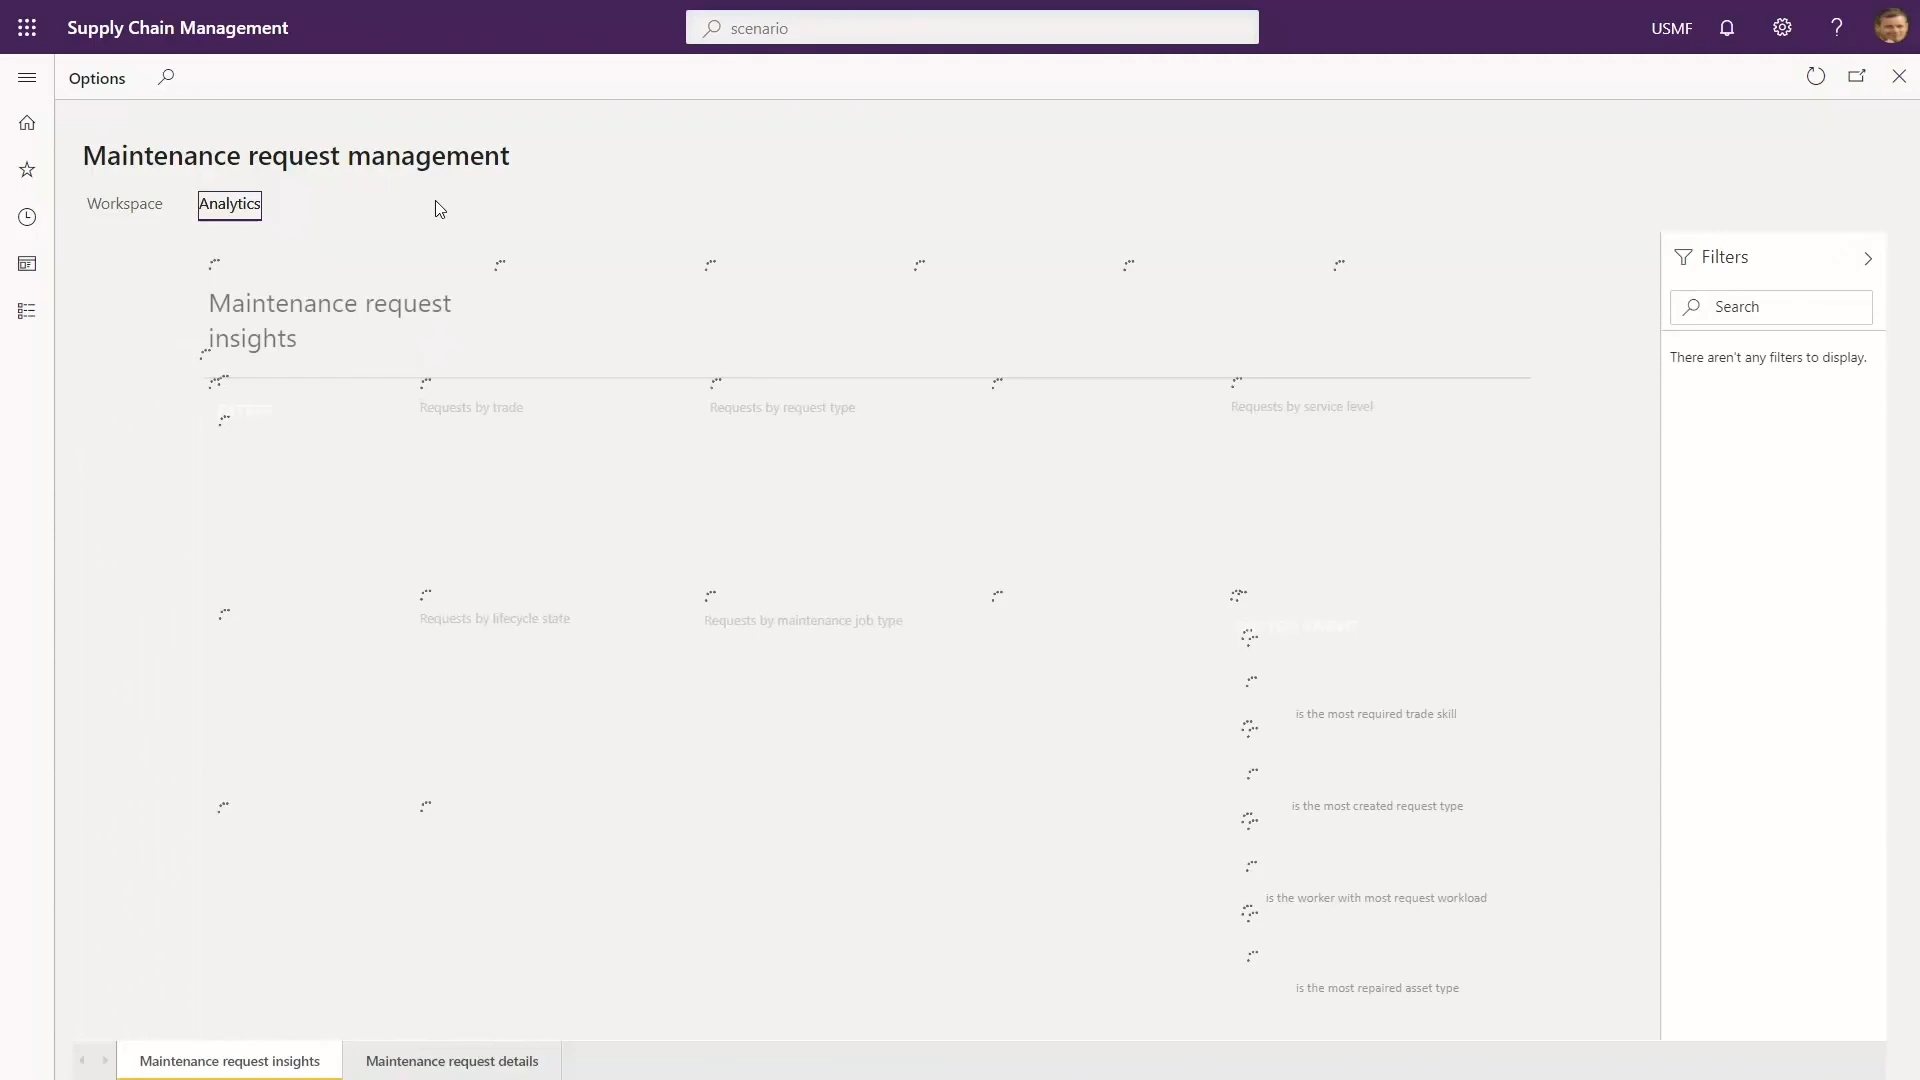 Supply Chain Management
scenario
USMF
Options
Maintenance request management
Workspace
Analytics
Filters
Search
There aren't any filters to display.
Maintenance request
insights
Requests by trade
Requests by request type
Requests by service level
Requests by lifecycle state
Requests by maintenance job type
is the most required trade skill
is the most created request type
is the worker with most request workload
is the most repaired asset type
Maintenance request insights
Maintenance request details